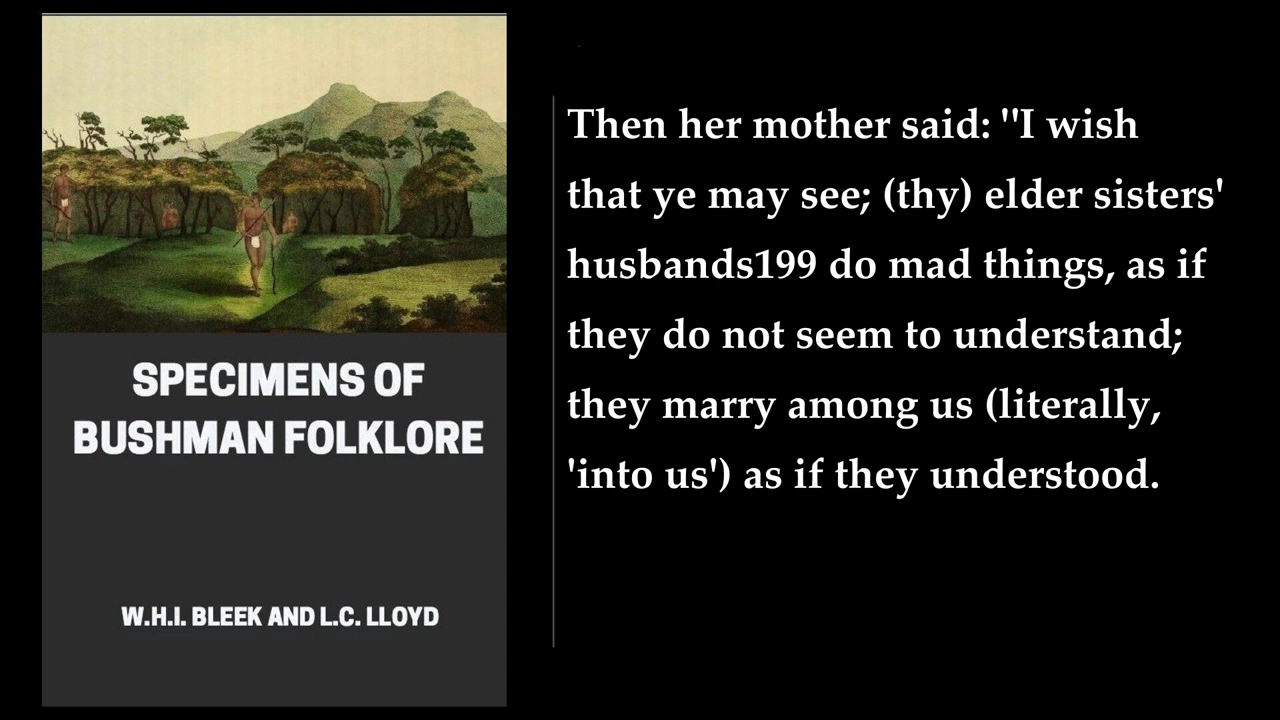 SPECIMENS OF
BUSHMAN FOLKLORE
W.H.I. BLEEK AND L.C. LLOYD
Then her mother said: "I wish
that ye may see; (thy) elder sisters'
husbands199 do mad things, as if
they do not seem to understand;
they marry among us (literally,
'into us') as if they understood.